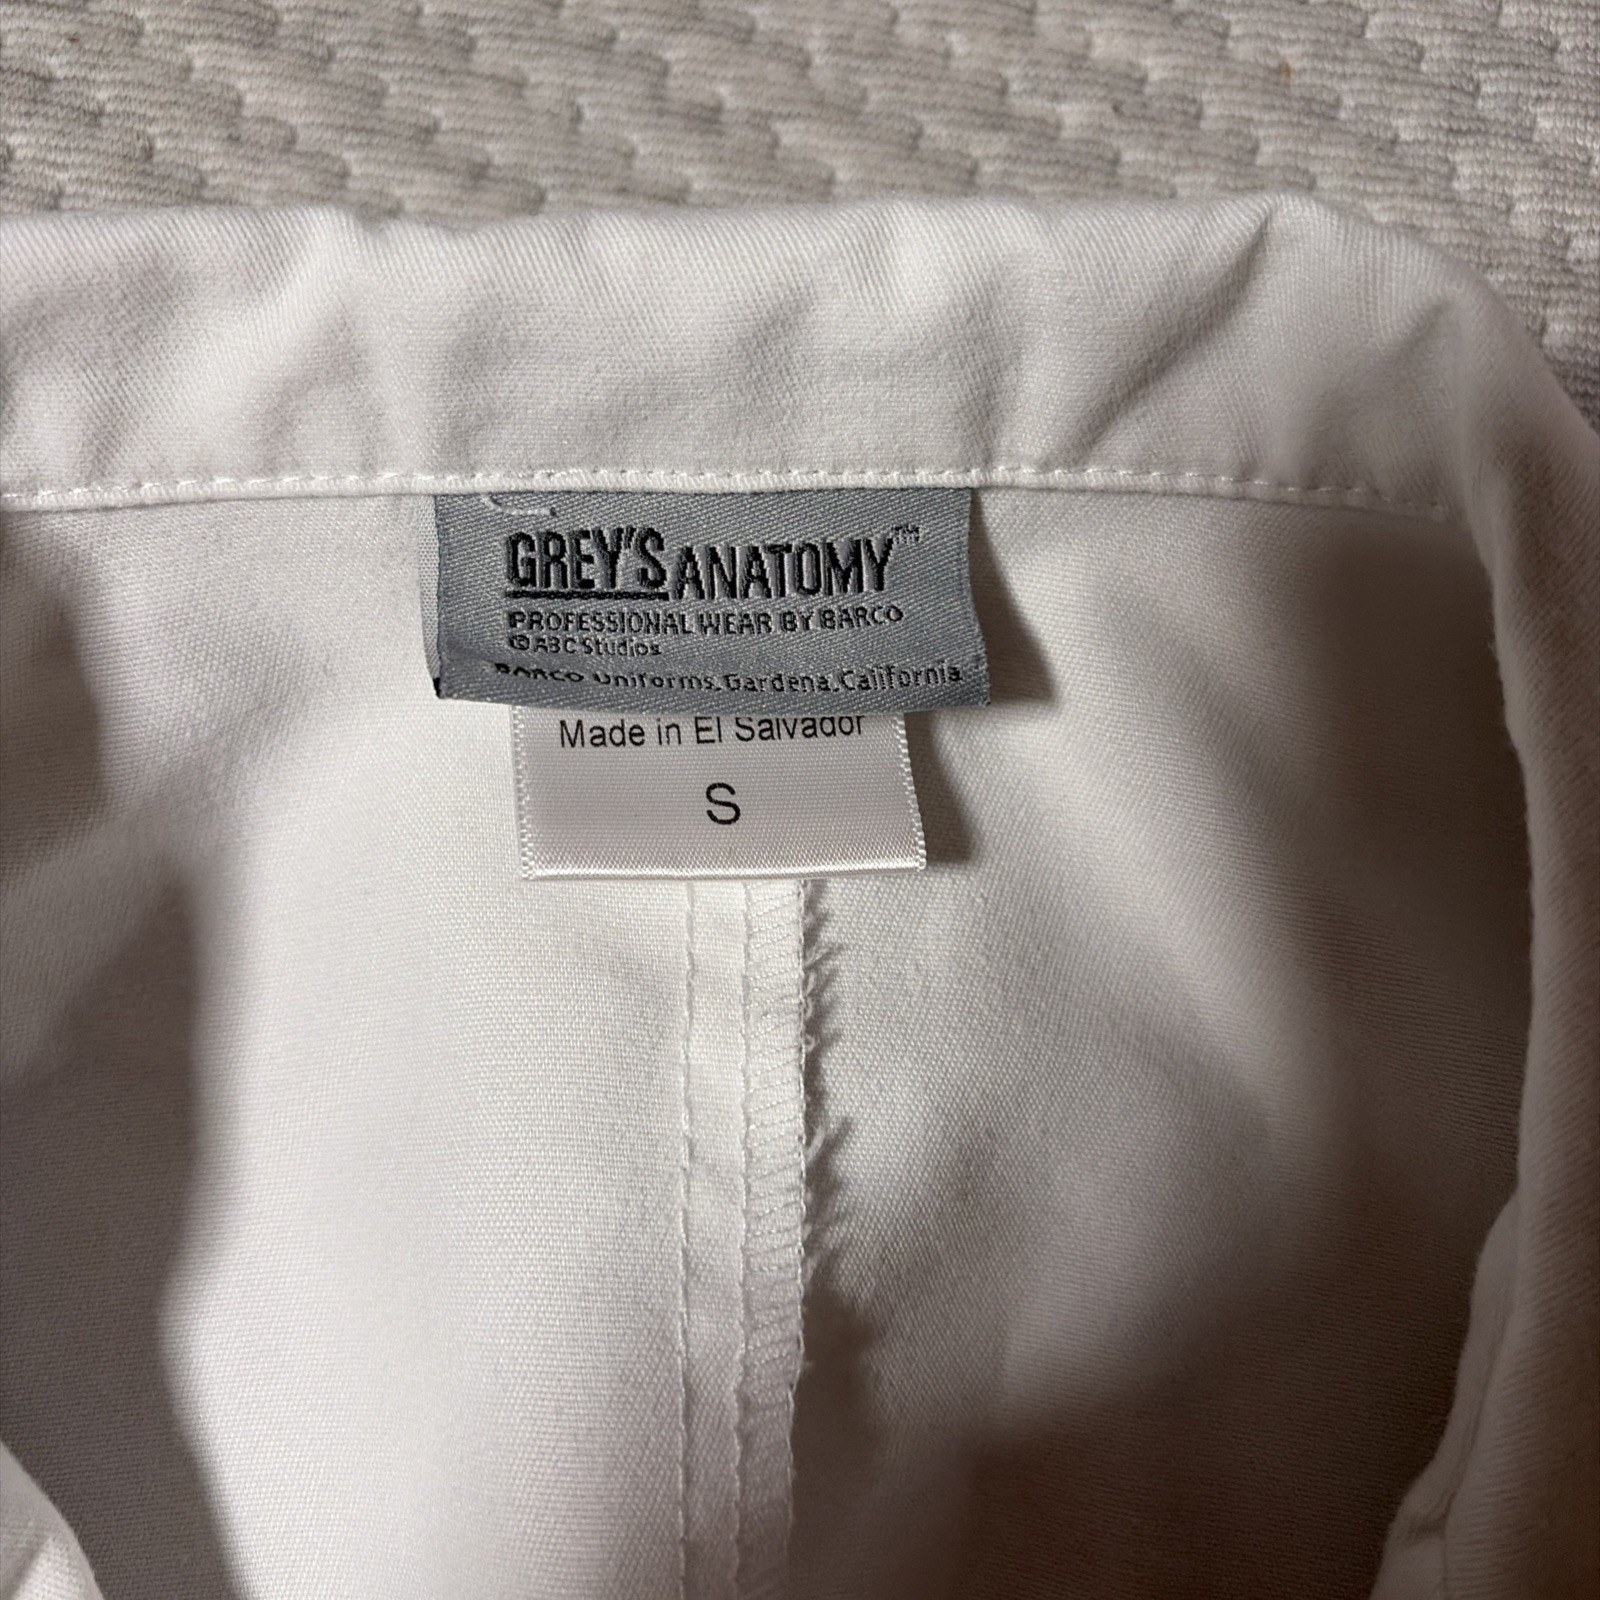 GREY'S ANATOMY™
PROFESSIONAL WEAR BY BARCO
© ABC Studios
BARCO Uniforms, Gardena, California
Made in El Salvador
S